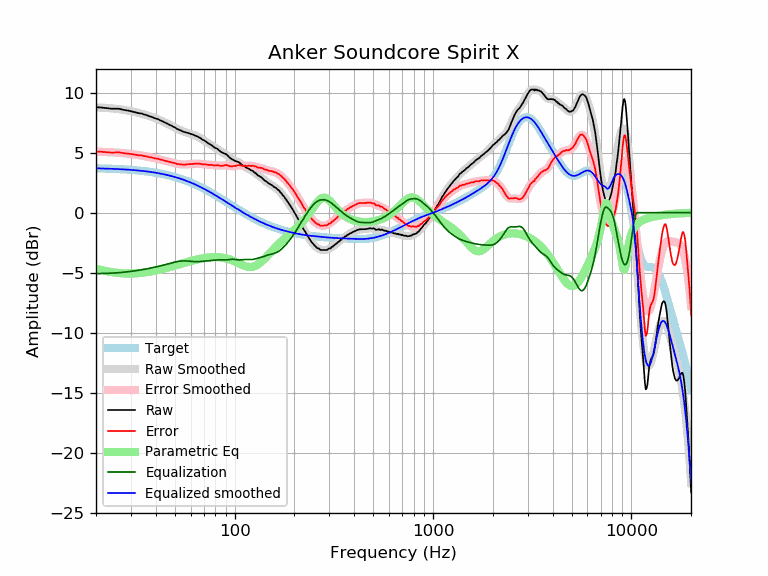 Anker Soundcore Spirit X
Amplitude (dBr)
10
5
0
−5
−10
−15
−20
−25
Target
Raw Smoothed
Error Smoothed
Raw
Error
Parametric Eq
Equalization
Equalized smoothed
100 1000 10000
Frequency (Hz)